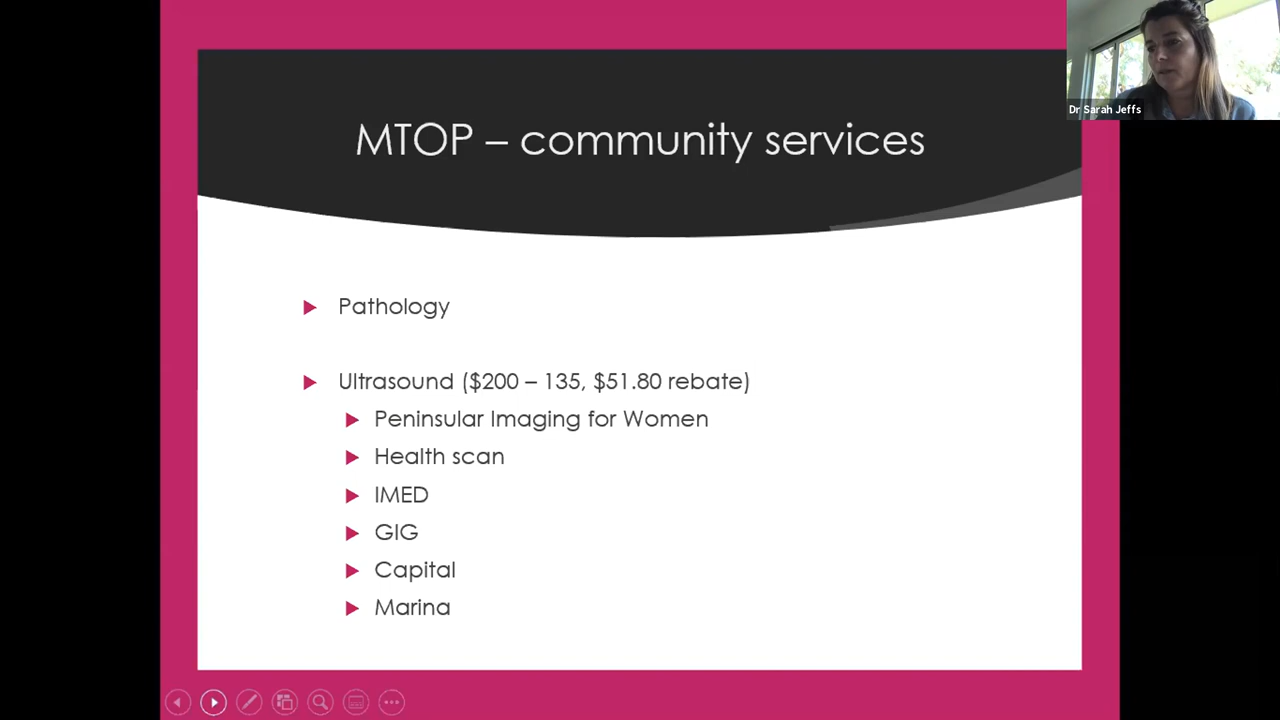 Dr Sarah Jeffs
MTOP – community services
Pathology
Ultrasound ($200 – 135, $51.80 rebate)
Peninsular Imaging for Women
Health scan
IMED
GIG
Capital
Marina